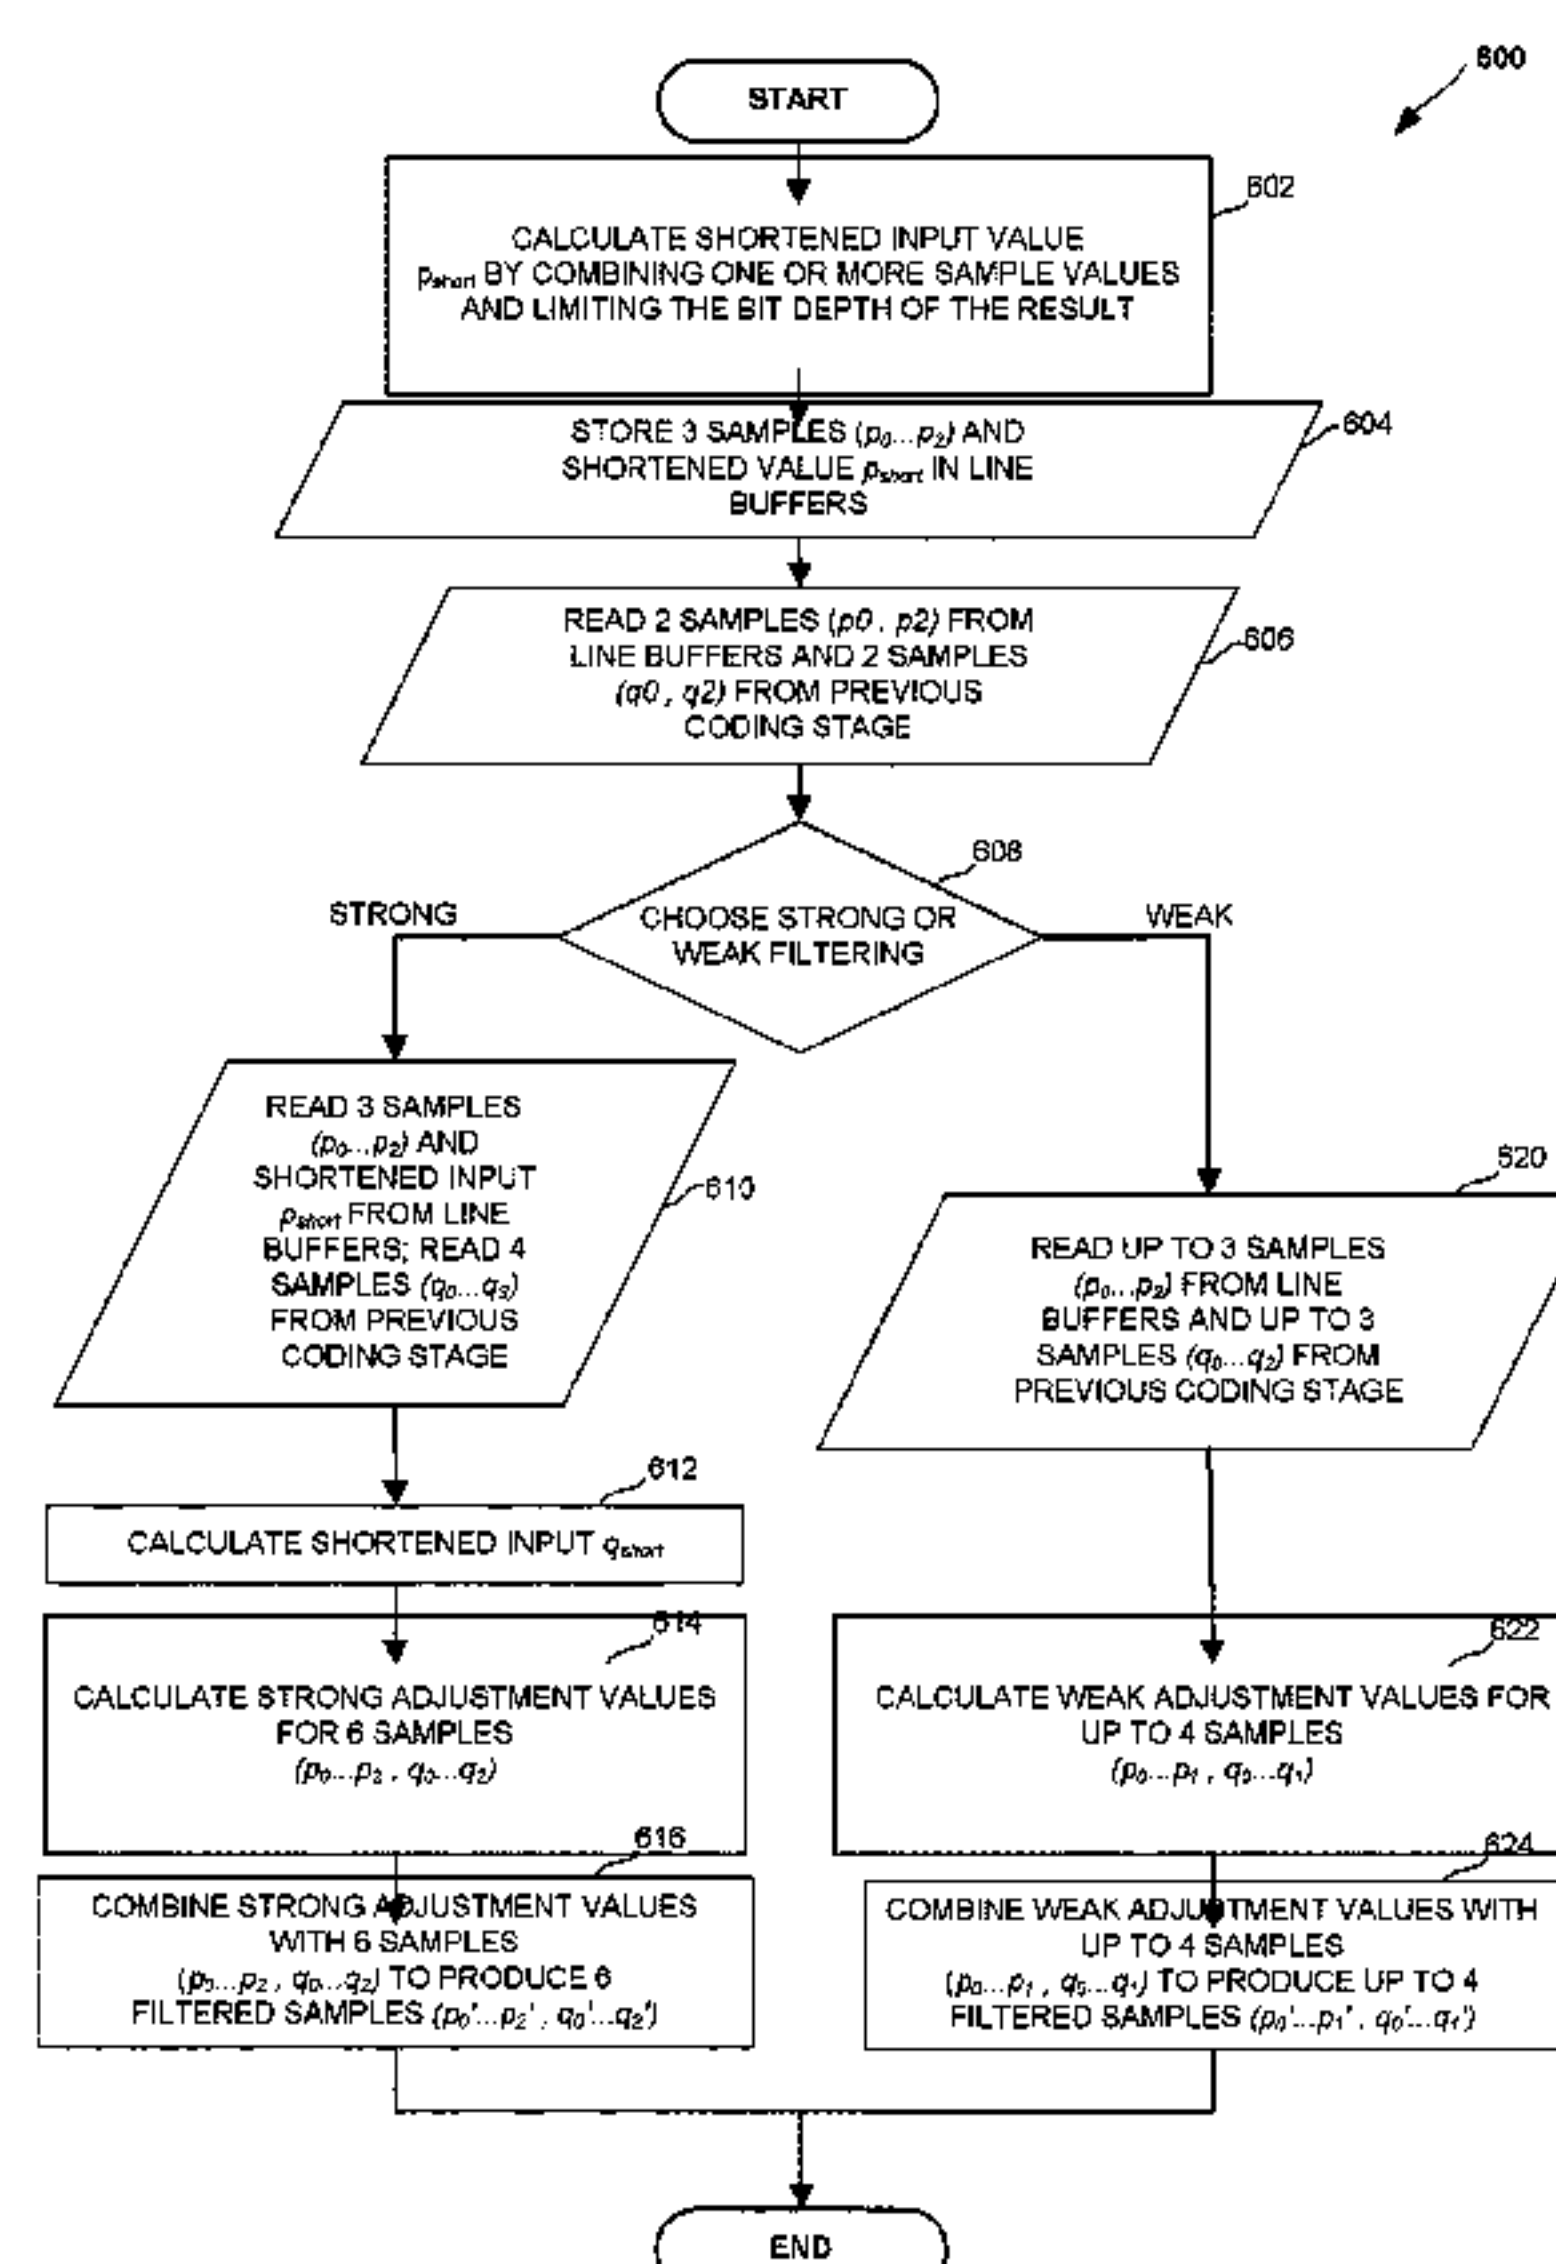 600
START
602
CALCULATE SHORTENED INPUT VALUE
pshort BY COMBINING ONE OR MORE SAMPLE VALUES
AND LIMITING THE BIT DEPTH OF THE RESULT
604
STORE 3 SAMPLES (p0...p2) AND
SHORTENED VALUE pshort IN LINE
BUFFERS
606
READ 2 SAMPLES (p0 , p2) FROM
LINE BUFFERS AND 2 SAMPLES
(q0 , q2) FROM PREVIOUS
CODING STAGE
608
STRONG
CHOOSE STRONG OR
WEAK FILTERING
WEAK
610
READ 3 SAMPLES
(p0...p2) AND
SHORTENED INPUT
pshort FROM LINE
BUFFERS; READ 4
SAMPLES (q0...q3)
FROM PREVIOUS
CODING STAGE
620
READ UP TO 3 SAMPLES
(p0...p2) FROM LINE
BUFFERS AND UP TO 3
SAMPLES (q0...q2) FROM
PREVIOUS CODING STAGE
612
CALCULATE SHORTENED INPUT qshort
614
CALCULATE STRONG ADJUSTMENT VALUES
FOR 6 SAMPLES
(p0...p2 , q0...q2)
622
CALCULATE WEAK ADJUSTMENT VALUES FOR
UP TO 4 SAMPLES
(p0...p1 , q0...q1)
616
COMBINE STRONG ADJUSTMENT VALUES
WITH 6 SAMPLES
(p0...p2 , q0...q2) TO PRODUCE 6
FILTERED SAMPLES (p0'...p2' , q0'...q2')
624
COMBINE WEAK ADJUSTMENT VALUES WITH
UP TO 4 SAMPLES
(p0...p1 , q0...q1) TO PRODUCE UP TO 4
FILTERED SAMPLES (p0'...p1' , q0'...q1')
END